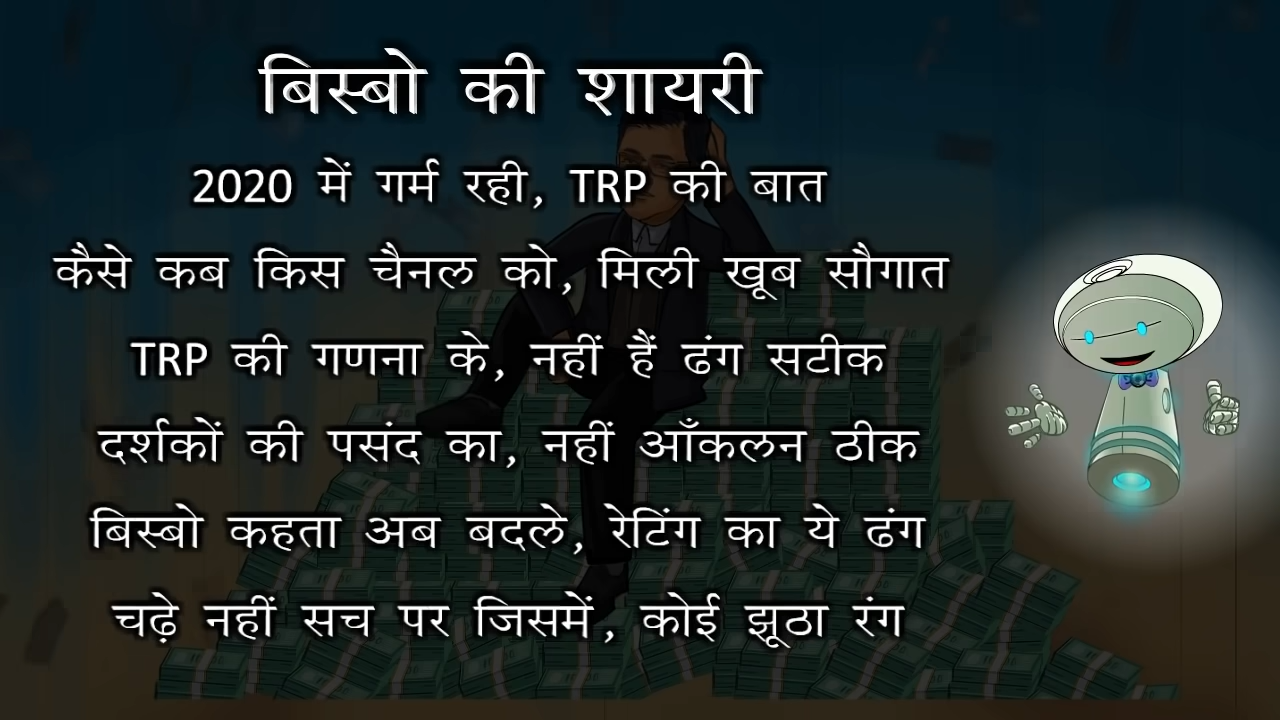 बिस्बो की शायरी
2020 में गर्म रही, TRP की बात
कैसे कब किस चैनल को, मिली खूब सौगात
TRP की गणना के, नहीं हैं ढंग सटीक
दर्शकों की पसंद का, नहीं आँकलन ठीक
बिस्बो कहता अब बदले, रेटिंग का ये ढंग
चढ़े नहीं सच पर जिसमें, कोई झूठा रंग